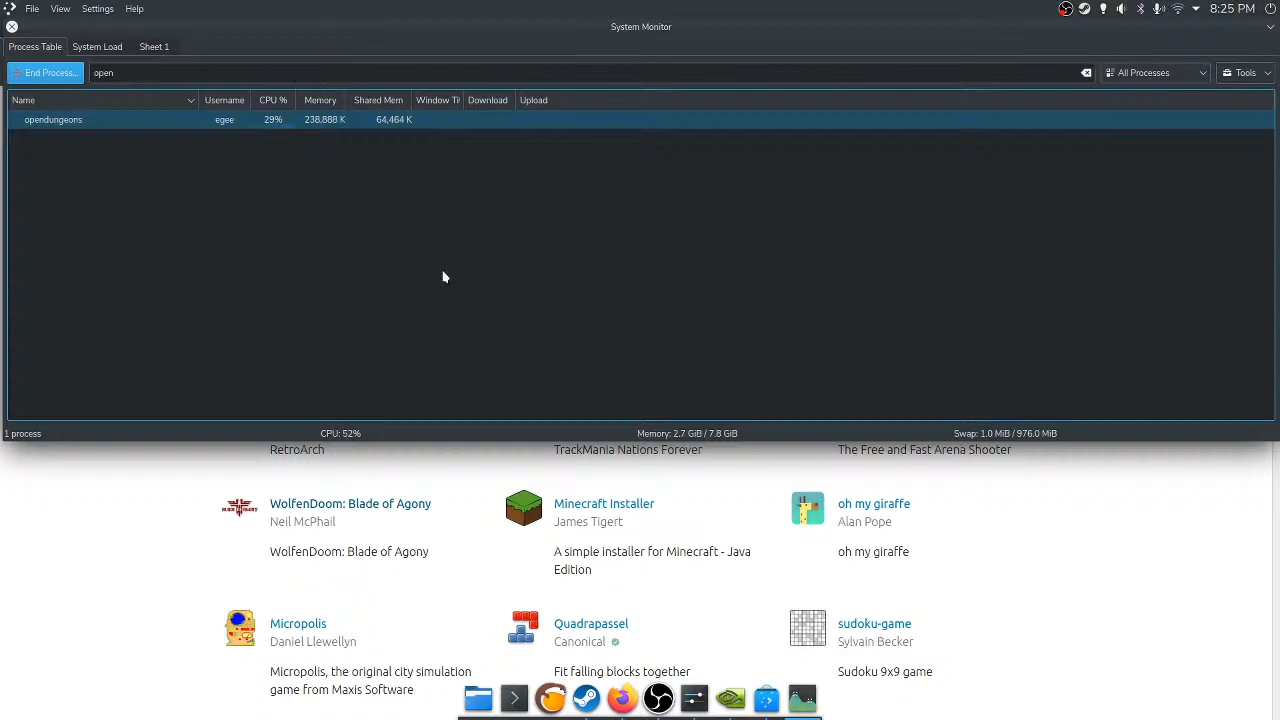 File View Settings Help 8:25 PM
System Monitor
Process Table System Load Sheet 1
End Process... open All Processes Tools
Name Username CPU % Memory Shared Mem Window Ti Download Upload
opendungeons egee 29% 238,888 K 64,464 K
1 process CPU: 52% Memory: 2.7 GiB / 7.8 GiB Swap: 1.0 MiB / 976.0 MiB
RetroArch TrackMania Nations Forever The Free and Fast Arena Shooter
WolfenDoom: Blade of Agony Minecraft Installer oh my giraffe
Neil McPhail James Tigert Alan Pope
WolfenDoom: Blade of Agony A simple installer for Minecraft - Java oh my giraffe
Edition
Micropolis Quadrapassel sudoku-game
Daniel Llewellyn Canonical Sylvain Becker
Micropolis, the original city simulation Fit falling blocks together Sudoku 9x9 game
game from Maxis Software